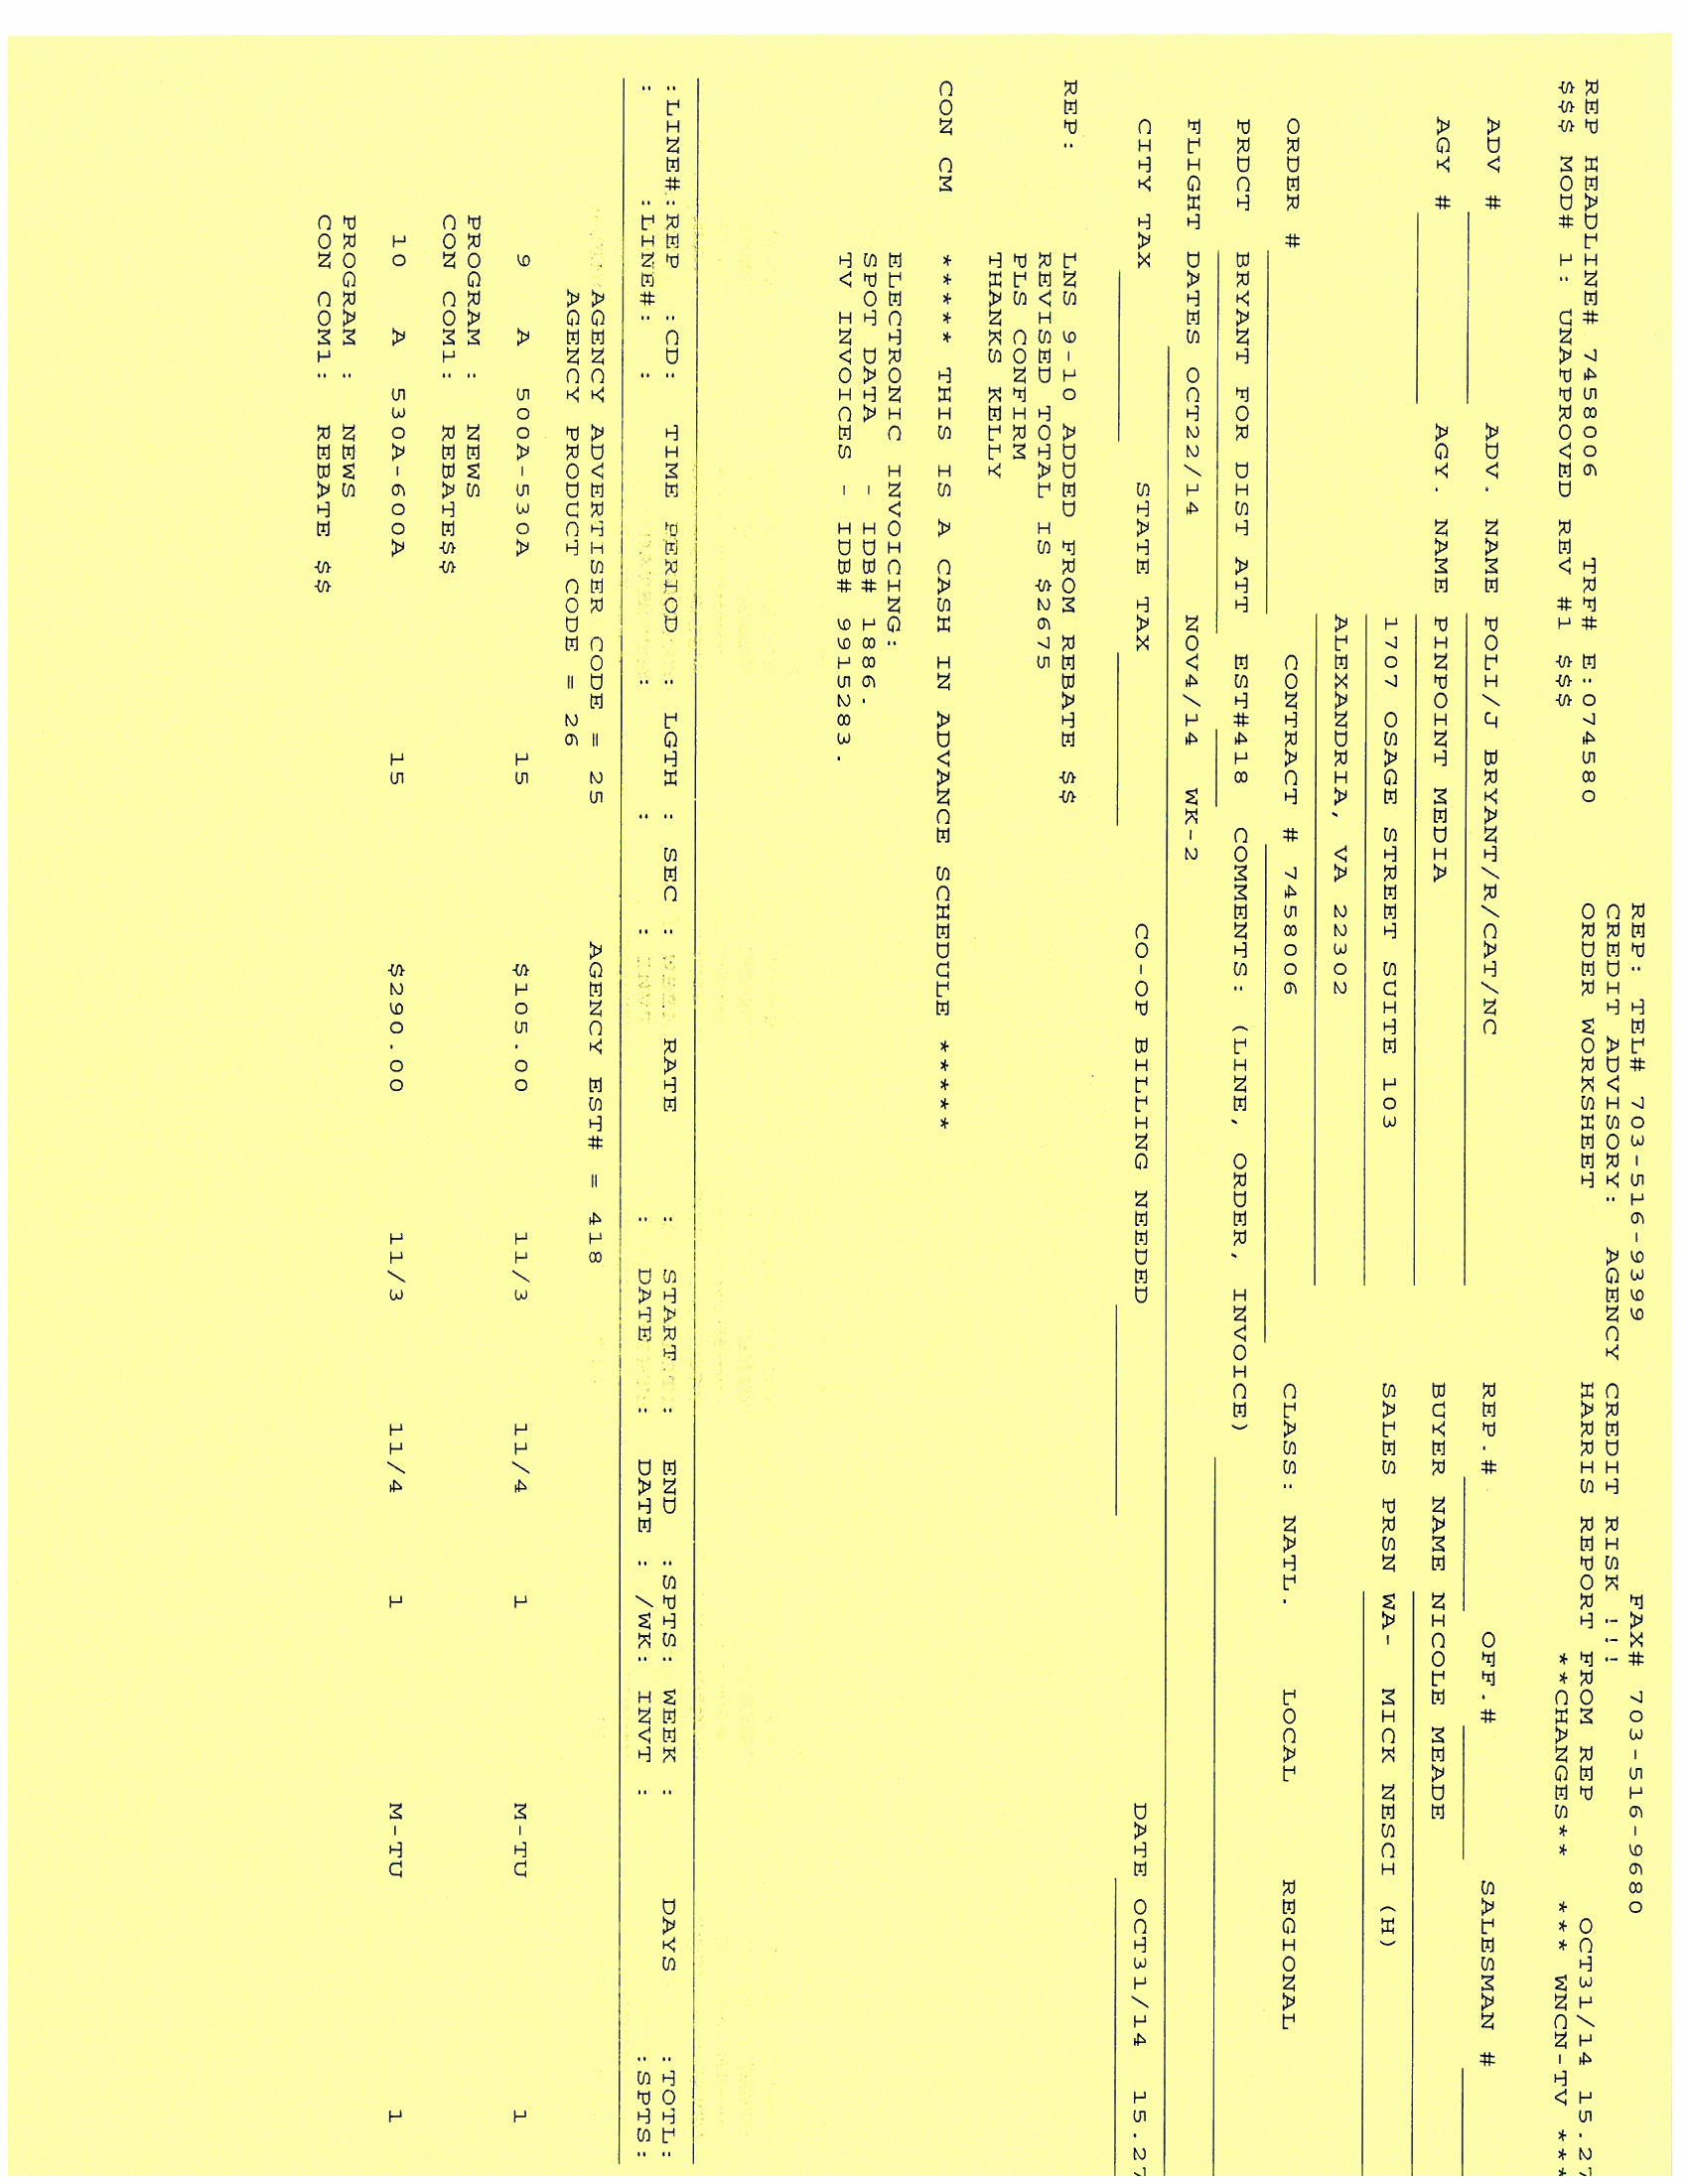 REP: TEL# 703-516-9399 FAX# 703-516-9680
CREDIT ADVISORY: AGENCY CREDIT RISK !!!
REP HEADLINE# 7458006 TRF# E:074580 ORDER WORKSHEET HARRIS REPORT FROM REP OCT31/14 15.27
$$$ MOD# 1: UNAPPROVED REV #1 $$$ **CHANGES** *** WNCN-TV ***
ADV # ADV. NAME POLI/J BRYANT/R/CAT/NC REP.# OFF.# SALESMAN #
AGY # AGY. NAME PINPOINT MEDIA BUYER NAME NICOLE MEADE
1707 OSAGE STREET SUITE 103 SALES PRSN WA- MICK NESCI (H)
ALEXANDRIA, VA 22302
ORDER # CONTRACT # 7458006 CLASS: NATL. LOCAL REGIONAL
PRDCT BRYANT FOR DIST ATT EST#418 COMMENTS: (LINE, ORDER, INVOICE)
FLIGHT DATES OCT22/14 NOV4/14 WK-2
CITY TAX STATE TAX CO-OP BILLING NEEDED DATE OCT31/14 15.27
REP: LNS 9-10 ADDED FROM REBATE $$
REVISED TOTAL IS $2675
PLS CONFIRM
THANKS KELLY
CON CM ***** THIS IS A CASH IN ADVANCE SCHEDULE *****
ELECTRONIC INVOICING:
SPOT DATA - IDB# 1886.
TV INVOICES - IDB# 9915283.
:LINE#:REP :CD: TIME PERIOD : LGTH : SEC : RATE : START : END :SPTS: WEEK : DAYS :TOTL:
: :LINE#: : : : : : DATE : DATE : /WK: INVT : :SPTS:
AGENCY ADVERTISER CODE = 25 AGENCY EST# = 418
AGENCY PRODUCT CODE = 26
9 A 500A-530A 15 $105.00 11/3 11/4 1 M-TU 1
PROGRAM : NEWS
CON COM1: REBATE$$
10 A 530A-600A 15 $290.00 11/3 11/4 1 M-TU 1
PROGRAM : NEWS
CON COM1: REBATE $$